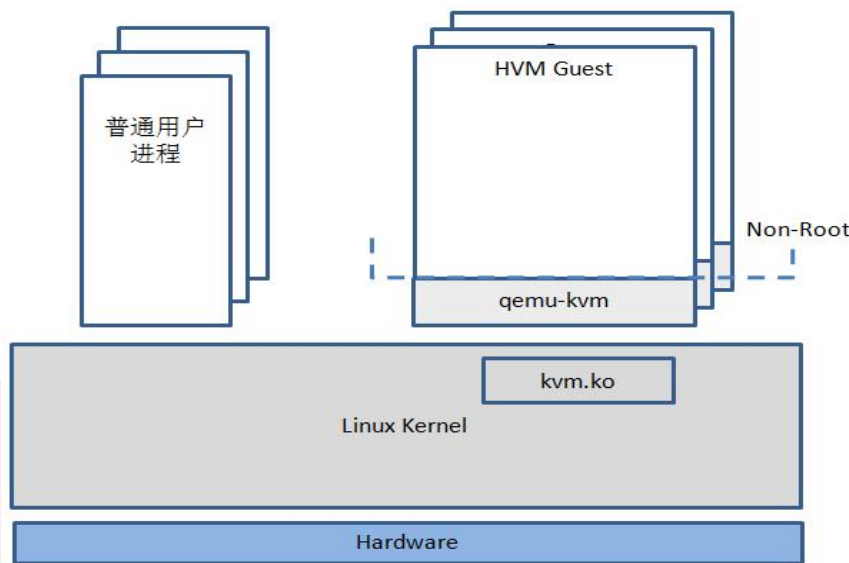 普通用户
进程
HVM Guest
Non-Root
qemu-kvm
kvm.ko
Linux Kernel
Hardware